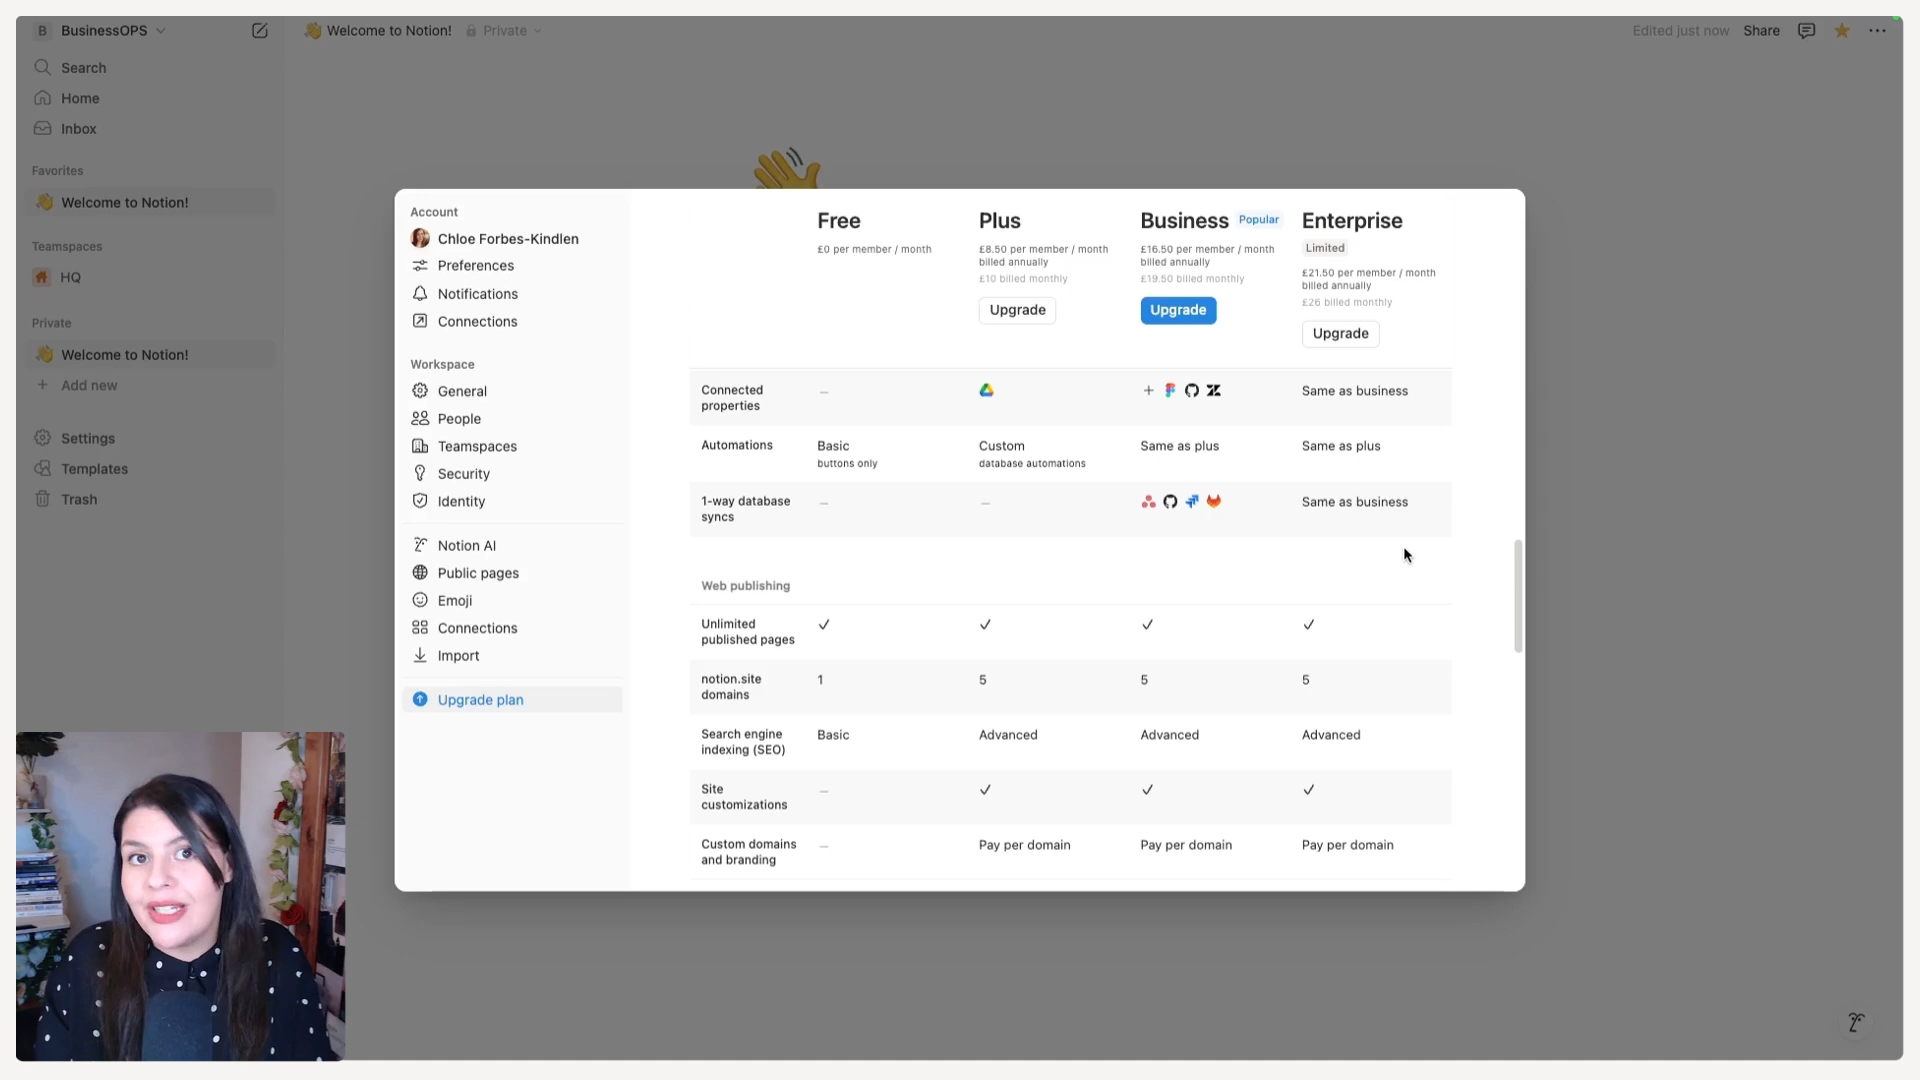 B BusinessOPS
Search
Home
Inbox
Favorites
Welcome to Notion!
Teamspaces
HQ
Private
Welcome to Notion!
Add new
Settings
Templates
Trash
Welcome to Notion! Private
Edited just now Share
Account
Chloe Forbes-Kindlen
Preferences
Notifications
Connections
Workspace
General
People
Teamspaces
Security
Identity
Notion AI
Public pages
Emoji
Connections
Import
Upgrade plan
Free
£0 per member / month
Plus
£8.50 per member / month
billed annually
£10 billed monthly
Upgrade
Business Popular
£16.50 per member / month
billed annually
£19.50 billed monthly
Upgrade
Enterprise
Limited
£21.50 per member / month
billed annually
£26 billed monthly
Upgrade
Connected
properties
–
+
Same as business
Automations
Basic
buttons only
Custom
database automations
Same as plus
Same as plus
1-way database
syncs
–
–
Same as business
Web publishing
Unlimited
published pages
✓ ✓ ✓ ✓
notion.site
domains
1 5 5 5
Search engine
indexing (SEO)
Basic Advanced Advanced Advanced
Site
customizations
– ✓ ✓ ✓
Custom domains
and branding
– Pay per domain Pay per domain Pay per domain